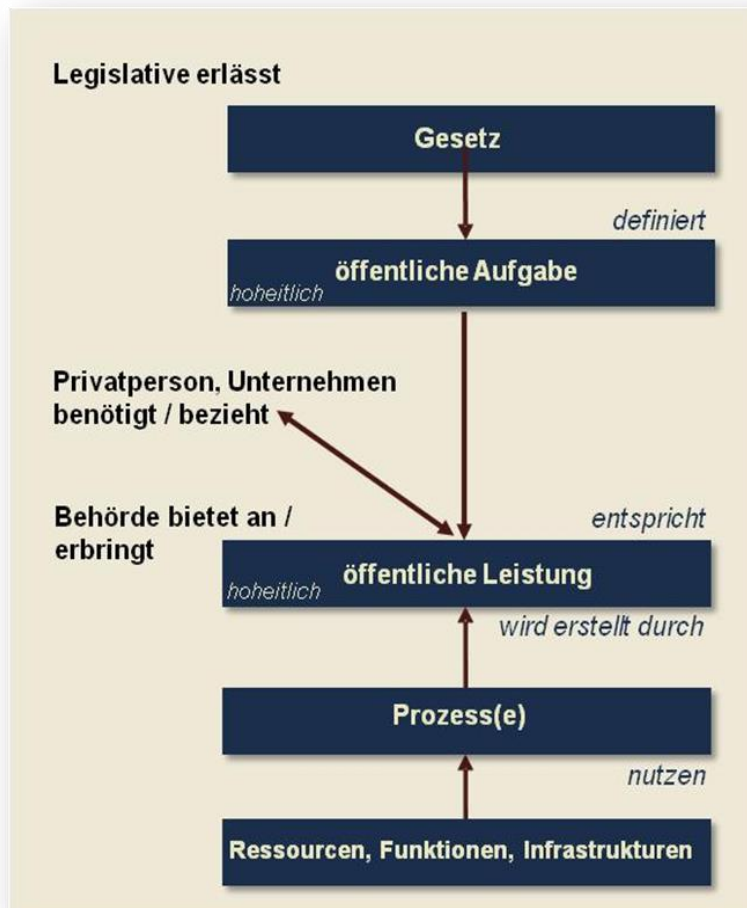 Legislative erlässt
Gesetz
definiert
öffentliche Aufgabe
hoheitlich
Privatperson, Unternehmen
benötigt / bezieht
Behörde bietet an /
erbringt
entspricht
öffentliche Leistung
hoheitlich
wird erstellt durch
Prozess(e)
nutzen
Ressourcen, Funktionen, Infrastrukturen